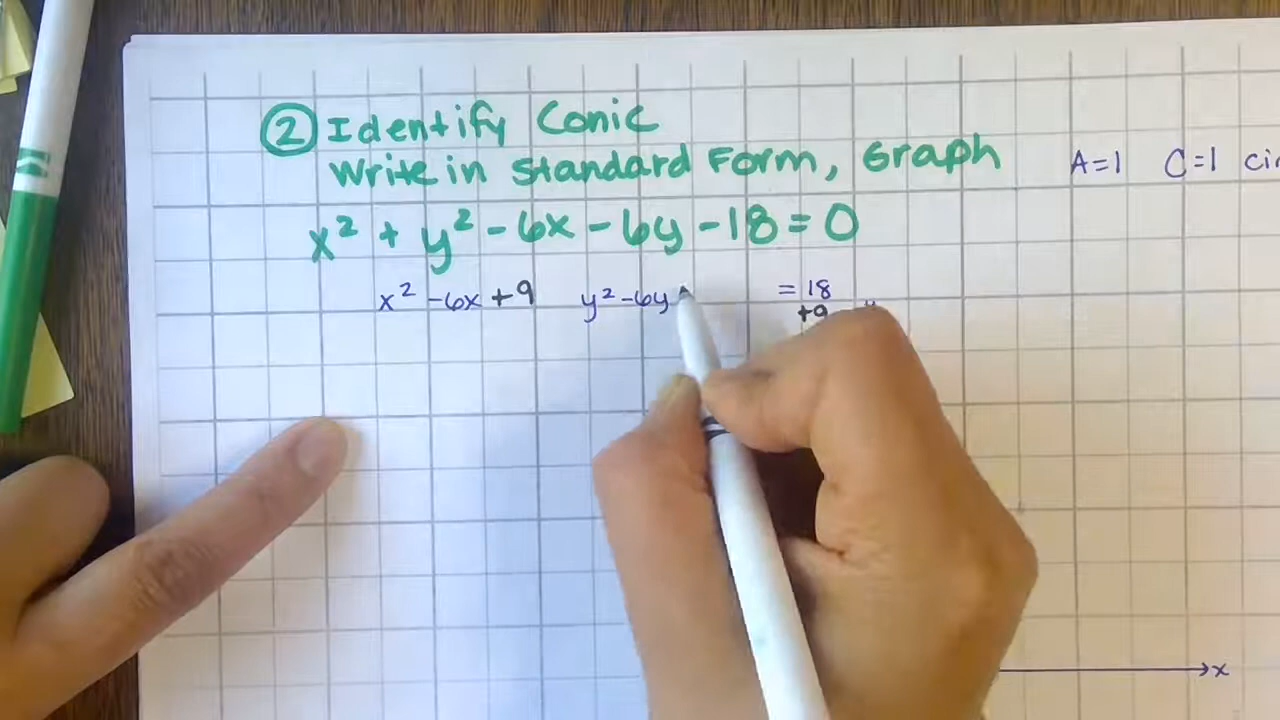 ② Identify Conic
Write in Standard Form, Graph
A=1 C=1
x² + y² - 6x - 6y - 18 = 0
x² - 6x + 9 y² - 6y = 18
+9
x